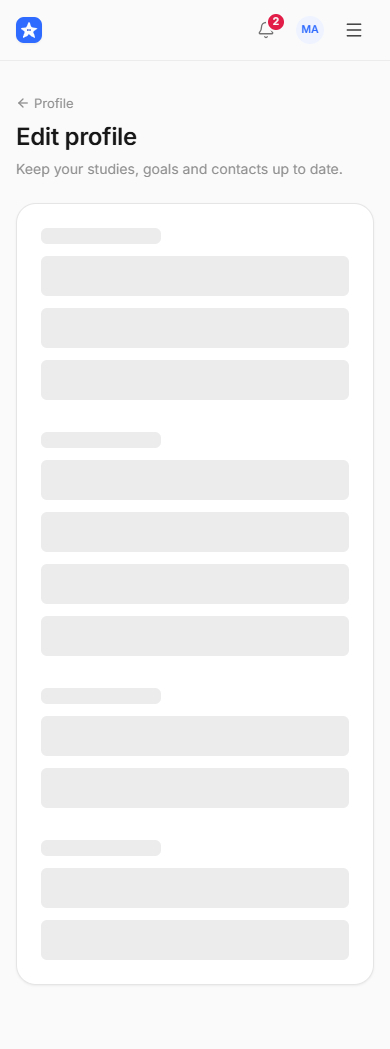 2
MA
Profile
Edit profile
Keep your studies, goals and contacts up to date.